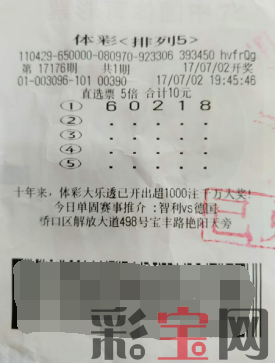 体彩<排列5>
110429-650000-080970-923306 393450 hvfrQg
第 17176期 共1期 17/07/02开奖
01-003096-101 00390 17/07/02 19:45:46
直选票 5倍 合计10元
① 6 0 2 1 8
② . . . . .
③ . . . . .
④ . . . . .
⑤ . . . . .
十年来，体彩大乐透已开出超1000注千万大奖！
今日单固赛事推介：智利vs德国
硚口区解放大道498号宝丰路艳阳天旁
彩宝网